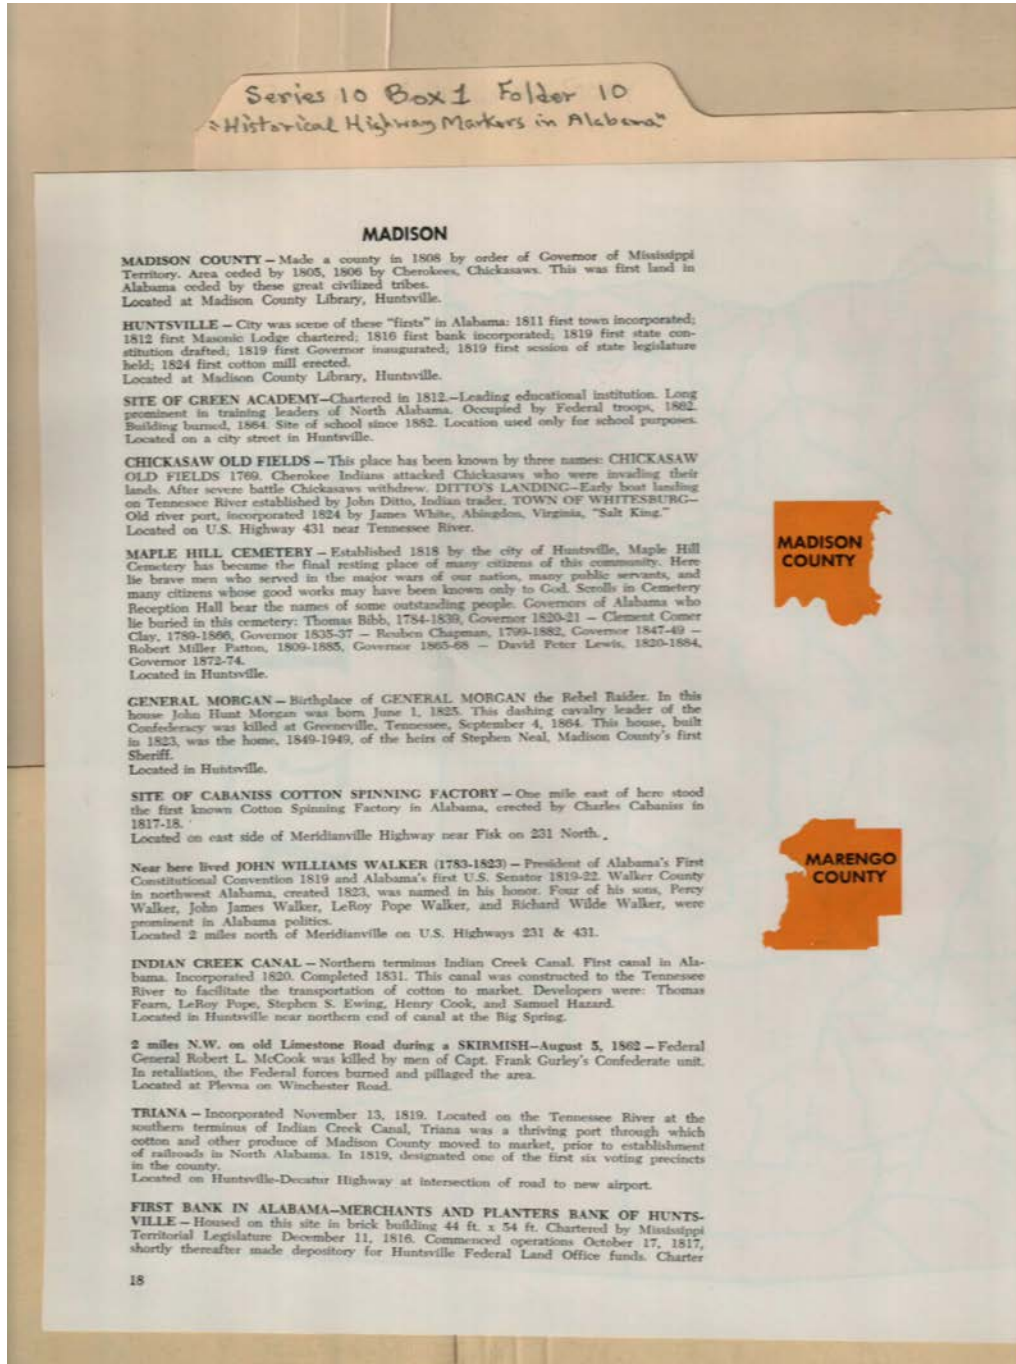 Series 10 Box 1 Folder 10
"Historical Highway Markers in Alabama"
MADISON
MADISON COUNTY – Made a county in 1808 by order of Governor of Mississippi
Territory. Area ceded by 1805, 1806 by Cherokees, Chickasaws. This was first land in
Alabama ceded by these great civilized tribes.
Located at Madison County Library, Huntsville.
HUNTSVILLE – City was scene of these "firsts" in Alabama: 1811 first town incorporated;
1812 first Masonic Lodge chartered; 1816 first bank incorporated; 1819 first state con-
stitution drafted; 1819 first Governor inaugurated, 1819 first session of state legislature
held; 1824 first cotton mill erected.
Located at Madison County Library, Huntsville.
SITE OF GREEN ACADEMY–Chartered in 1812.–Leading educational institution. Long
prominent in training leaders of North Alabama. Occupied by Federal troops, 1862.
Building burned, 1864. Site of school since 1882. Location used only for school purposes.
Located on a city street in Huntsville.
CHICKASAW OLD FIELDS – This place has been known by three names: CHICKASAW
OLD FIELDS 1769. Cherokee Indians attacked Chickasaws who were invading their
lands. After severe battle Chickasaws withdrew. DITTO'S LANDING–Early boat landing
on Tennessee River established by John Ditto, Indian trader. TOWN OF WHITESBURG–
Old river port, incorporated 1824 by James White, Abingdon, Virginia, "Salt King."
Located on U.S. Highway 431 near Tennessee River.
MAPLE HILL CEMETERY – Established 1818 by the city of Huntsville, Maple Hill
Cemetery has became the final resting place of many citizens of this community. Here
lie brave men who served in the major wars of our nation, many public servants, and
many citizens whose good works may have been known only to God. Scrolls in Cemetery
Reception Hall bear the names of some outstanding people. Governors of Alabama who
lie buried in this cemetery: Thomas Bibb, 1784-1839, Governor 1820-21 – Clement Comer
Clay, 1789-1866, Governor 1835-37 – Reuben Chapman, 1799-1882, Governor 1847-49 –
Robert Miller Patton, 1809-1885, Governor 1865-68 – David Peter Lewis, 1820-1884,
Governor 1872-74.
Located in Huntsville.
GENERAL MORGAN – Birthplace of GENERAL MORGAN the Rebel Raider. In this
house John Hunt Morgan was born June 1, 1825. This dashing cavalry leader of the
Confederacy was killed at Greeneville, Tennessee, September 4, 1864. This house, built
in 1823, was the home, 1849-1949, of the heirs of Stephen Neal, Madison County's first
Sheriff.
Located in Huntsville.
SITE OF CABANISS COTTON SPINNING FACTORY – One mile east of here stood
the first known Cotton Spinning Factory in Alabama, erected by Charles Cabaniss in
1817-18.
Located on east side of Meridianville Highway near Fisk on 231 North.
Near here lived JOHN WILLIAMS WALKER (1783-1823) – President of Alabama's First
Constitutional Convention 1819 and Alabama's first U.S. Senator 1819-22. Walker County
in northwest Alabama, created 1823, was named in his honor. Four of his sons, Percy
Walker, John James Walker, LeRoy Pope Walker, and Richard Wilde Walker, were
prominent in Alabama politics.
Located 2 miles north of Meridianville on U.S. Highways 231 & 431.
INDIAN CREEK CANAL – Northern terminus Indian Creek Canal. First canal in Ala-
bama. Incorporated 1820. Completed 1831. This canal was constructed to the Tennessee
River to facilitate the transportation of cotton to market. Developers were: Thomas
Fearn, LeRoy Pope, Stephen S. Ewing, Henry Cook, and Samuel Hazard.
Located in Huntsville near northern end of canal at the Big Spring.
2 miles N.W. on old Limestone Road during a SKIRMISH–August 5, 1862 – Federal
General Robert L. McCook was killed by men of Capt. Frank Gurley's Confederate unit.
In retaliation, the Federal forces burned and pillaged the area.
Located at Plevna on Winchester Road.
TRIANA – Incorporated November 13, 1819. Located on the Tennessee River at the
southern terminus of Indian Creek Canal, Triana was a thriving port through which
cotton and other produce of Madison County moved to market, prior to establishment
of railroads in North Alabama. In 1819, designated one of the first six voting precincts
in the county.
Located on Huntsville-Decatur Highway at intersection of road to new airport.
FIRST BANK IN ALABAMA–MERCHANTS AND PLANTERS BANK OF HUNTS-
VILLE – Housed on this site in brick building 44 ft. x 54 ft. Chartered by Mississippi
Territorial Legislature December 11, 1816. Commenced operations October 17, 1817,
shortly thereafter made depository for Huntsville Federal Land Office funds. Charter
18
MADISON
COUNTY
MARENGO
COUNTY